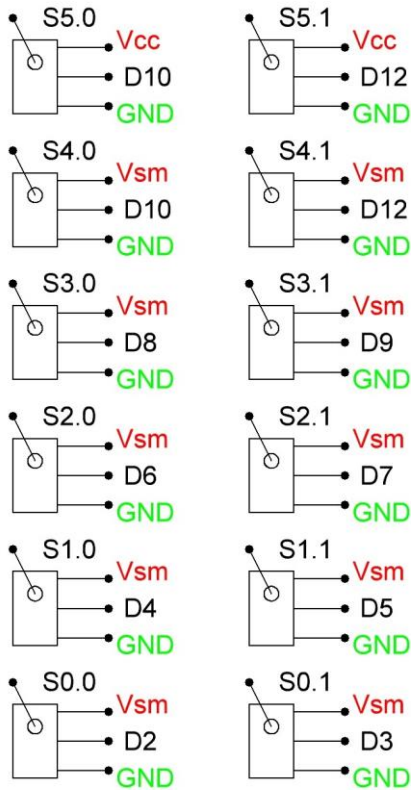 S5.0
Vcc
D10
GND
S5.1
Vcc
D12
GND
S4.0
Vsm
D10
GND
S4.1
Vsm
D12
GND
S3.0
Vsm
D8
GND
S3.1
Vsm
D9
GND
S2.0
Vsm
D6
GND
S2.1
Vsm
D7
GND
S1.0
Vsm
D4
GND
S1.1
Vsm
D5
GND
S0.0
Vsm
D2
GND
S0.1
Vsm
D3
GND